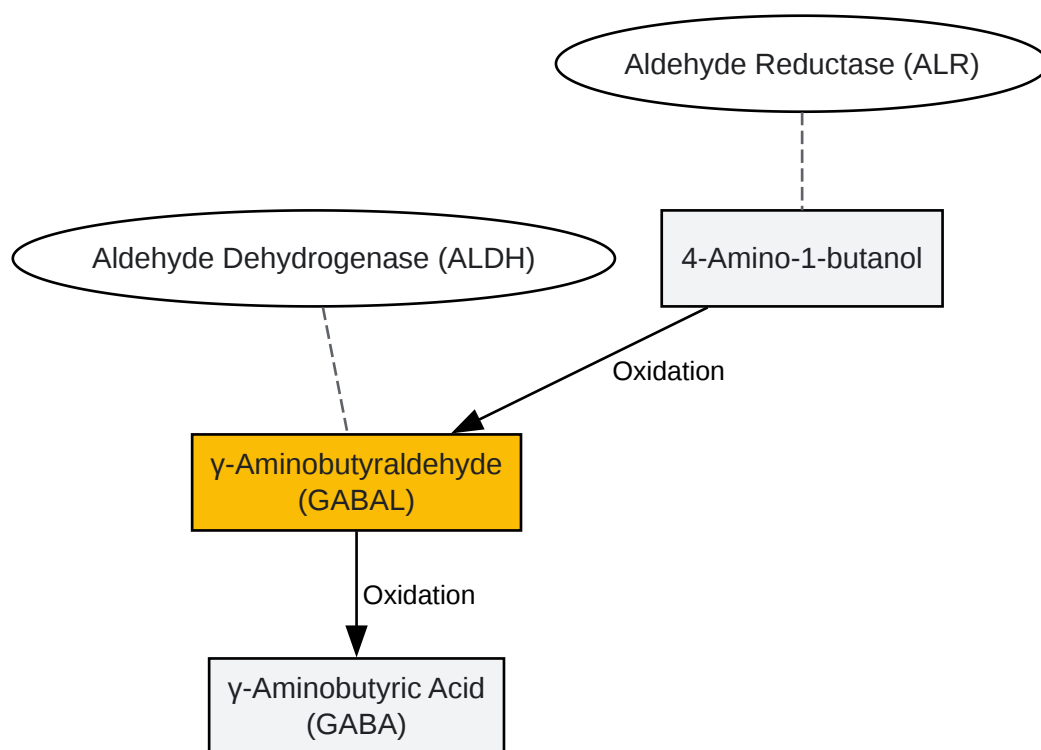 Aldehyde Reductase (ALR)
Aldehyde Dehydrogenase (ALDH)
4-Amino-1-butanol
Oxidation
γ-Aminobutyraldehyde
(GABAL)
Oxidation
γ-Aminobutyric Acid
(GABA)